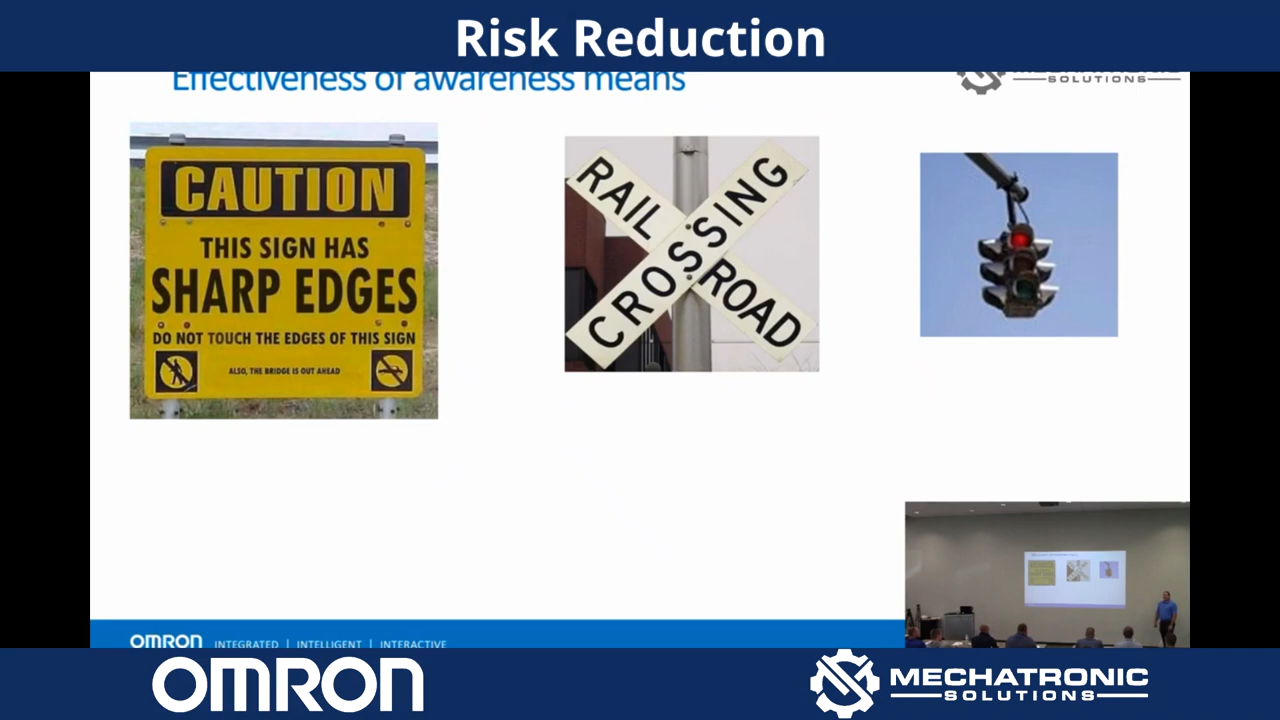 Risk Reduction
Effectiveness of awareness means
SOLUTIONS
CAUTION
THIS SIGN HAS
SHARP EDGES
DO NOT TOUCH THE EDGES OF THIS SIGN
ALSO, THE BRIDGE IS OUT AHEAD
RAIL ROAD
CROSSING
OMRON INTEGRATED | INTELLIGENT | INTERACTIVE
OMRON
MECHATRONIC
SOLUTIONS